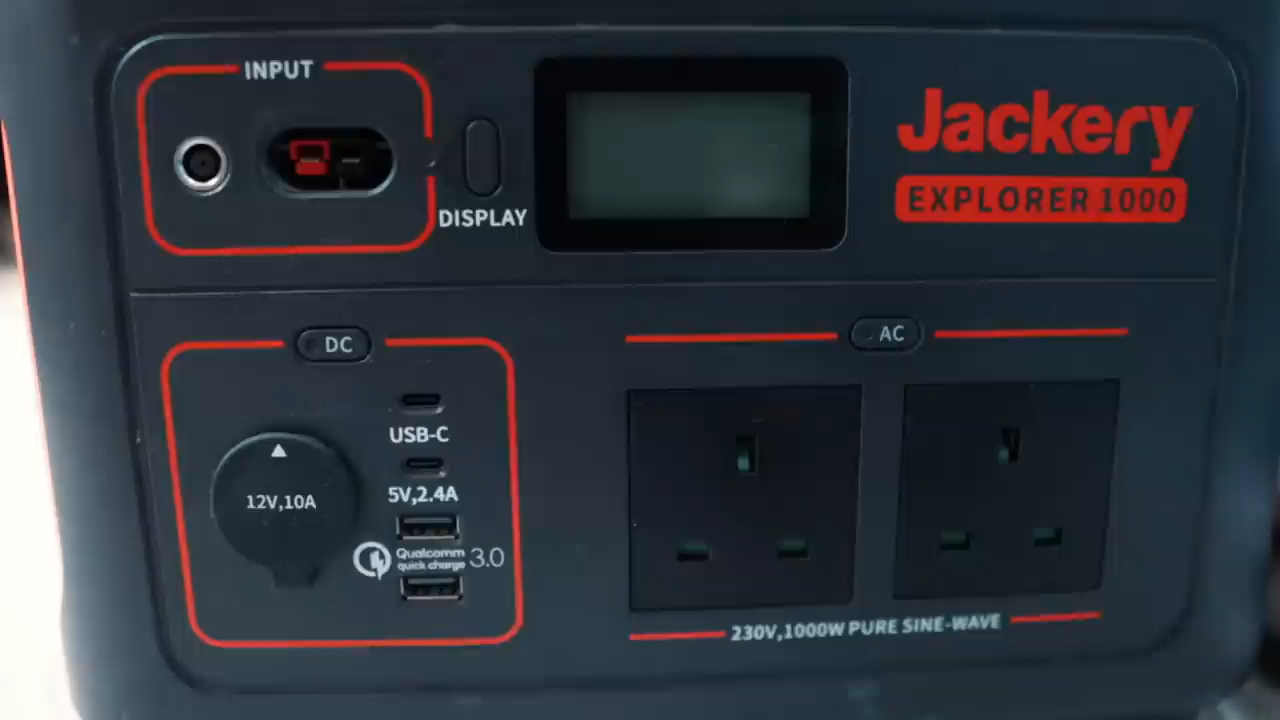 INPUT
DISPLAY
Jackery
EXPLORER 1000
DC
AC
USB-C
12V,10A
5V,2.4A
Qualcomm
quick charge 3.0
230V,1000W PURE SINE-WAVE